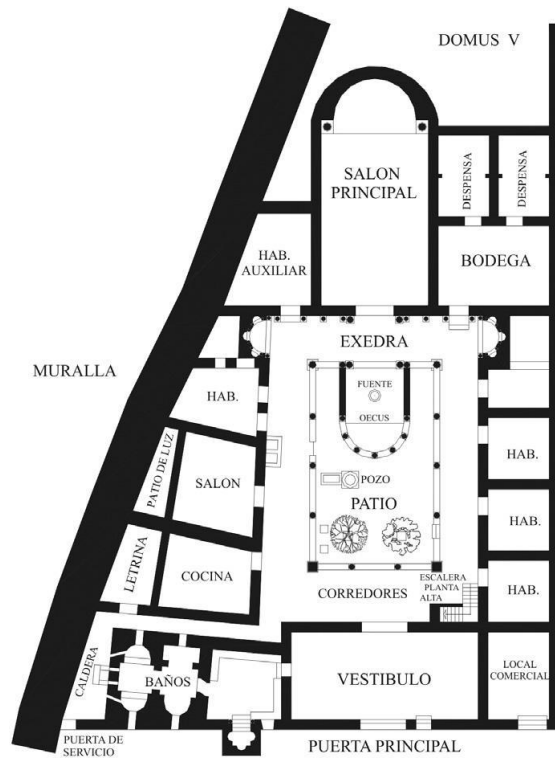 DOMUS V
SALON
PRINCIPAL
DESPENSA
DESPENSA
HAB.
AUXILIAR
BODEGA
EXEDRA
MURALLA
FUENTE
OECUS
HAB.
PATIO DE LUZ
SALON
POZO
PATIO
HAB.
HAB.
LETRINA
COCINA
CORREDORES
ESCALERA
PLANTA
ALTA
HAB.
CALDERA
BAÑOS
VESTIBULO
LOCAL
COMERCIAL
PUERTA DE
SERVICIO
PUERTA PRINCIPAL